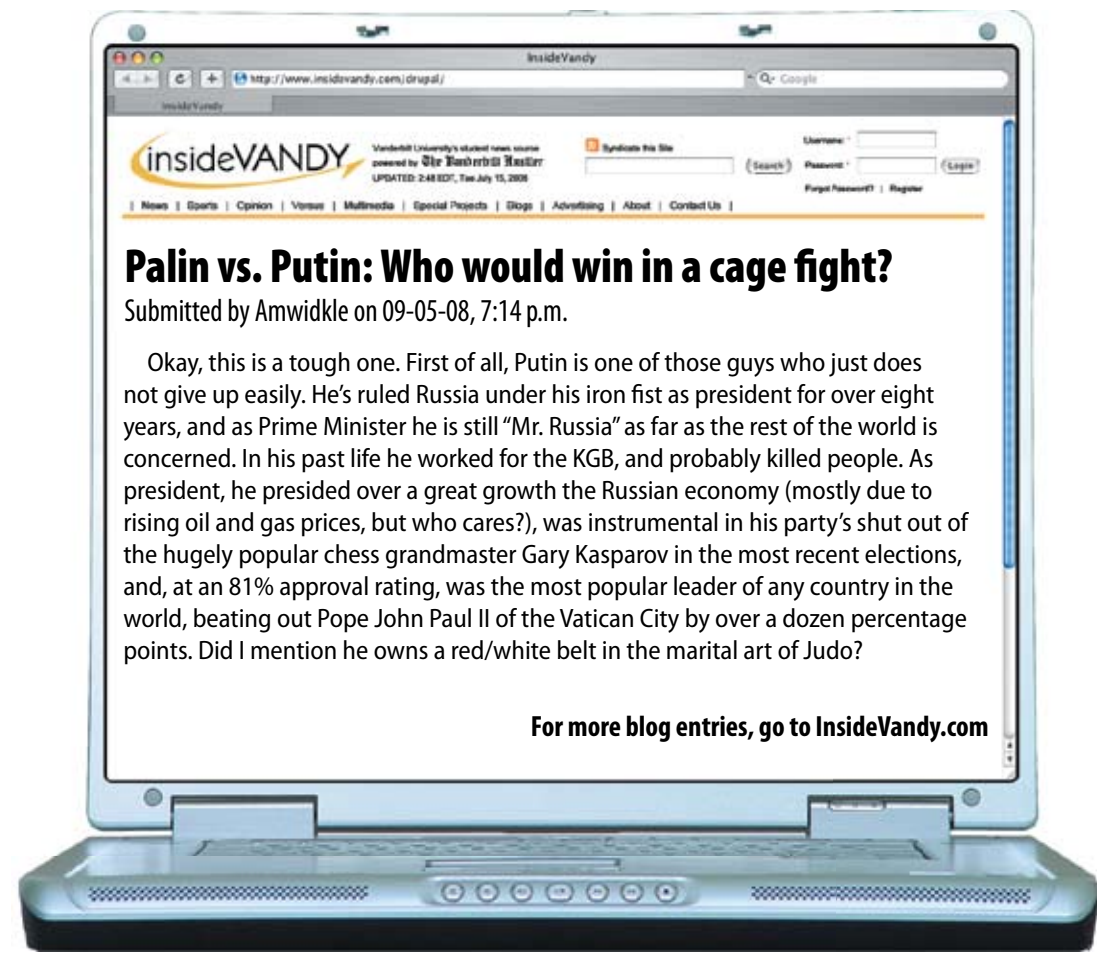 InsideVandy
http://www.insidevandy.com/drupal/
Google
InsideVandy
insideVANDY
Vanderbilt University's student news source
powered by The Vanderbilt Hustler
UPDATED: 2:48 EDT, Tue July 15, 2008
Syndicate this Site
Search
Username: *
Password: *
Login
Forgot Password? | Register
| News | Sports | Opinion | Versus | Multimedia | Special Projects | Blogs | Advertising | About | Contact Us |
Palin vs. Putin: Who would win in a cage fight?
Submitted by Amwidkle on 09-05-08, 7:14 p.m.
Okay, this is a tough one. First of all, Putin is one of those guys who just does
not give up easily. He’s ruled Russia under his iron fist as president for over eight
years, and as Prime Minister he is still “Mr. Russia” as far as the rest of the world is
concerned. In his past life he worked for the KGB, and probably killed people. As
president, he presided over a great growth the Russian economy (mostly due to
rising oil and gas prices, but who cares?), was instrumental in his party’s shut out of
the hugely popular chess grandmaster Gary Kasparov in the most recent elections,
and, at an 81% approval rating, was the most popular leader of any country in the
world, beating out Pope John Paul II of the Vatican City by over a dozen percentage
points. Did I mention he owns a red/white belt in the marital art of Judo?
For more blog entries, go to InsideVandy.com